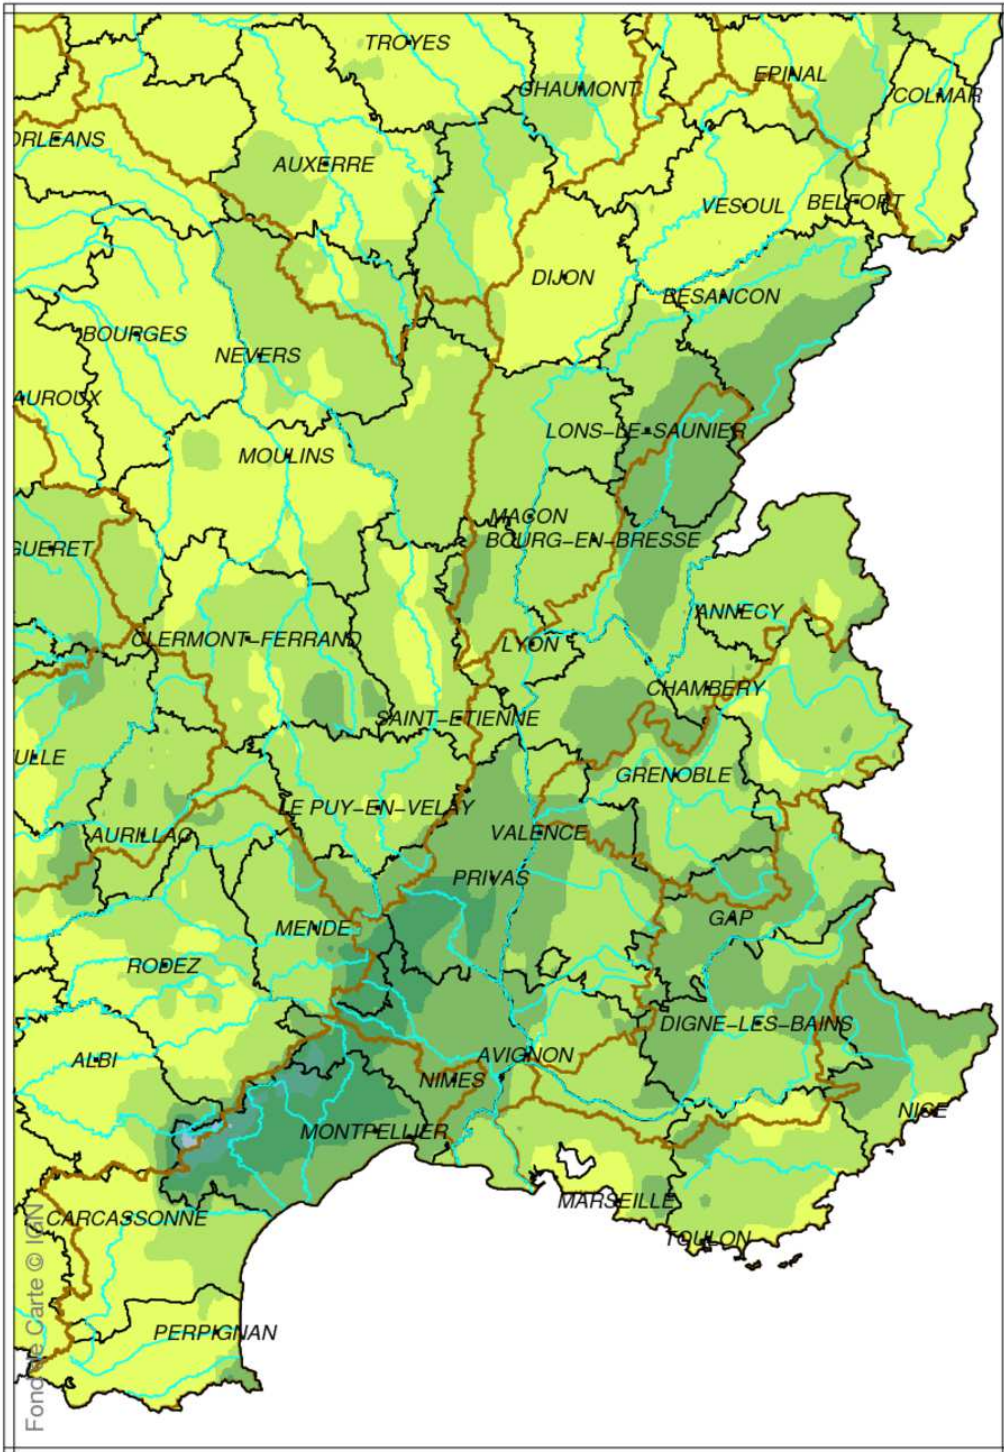 TROYES
EPINAL
CHAUMONT
COLMAR
ORLEANS
AUXERRE
VESOUL
BELFORT
DIJON
BESANCON
BOURGES
NEVERS
AUROUX
LONS-LE-SAUNIER
MOULINS
MACON
BOURG-EN-BRESSE
GUERET
ANNECY
CLERMONT-FERRAND
LYON
CHAMBERY
SAINT-ETIENNE
ULLE
GRENOBLE
LE PUY-EN-VELAY
AURILLAC
VALENCE
PRIVAS
GAP
MENDE
RODEZ
DIGNE-LES-BAINS
ALBI
AVIGNON
NIMES
NICE
MONTPELLIER
MARSEILLE
CARCASSONNE
TOULON
PERPIGNAN
Fond de Carte © IGN